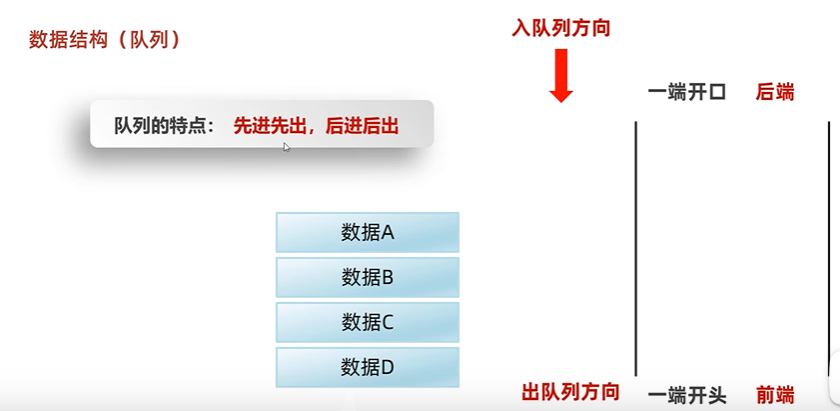 数据结构（队列）
入队列方向
一端开口 后端
队列的特点： 先进先出，后进后出
数据A
数据B
数据C
数据D
出队列方向 一端开头 前端